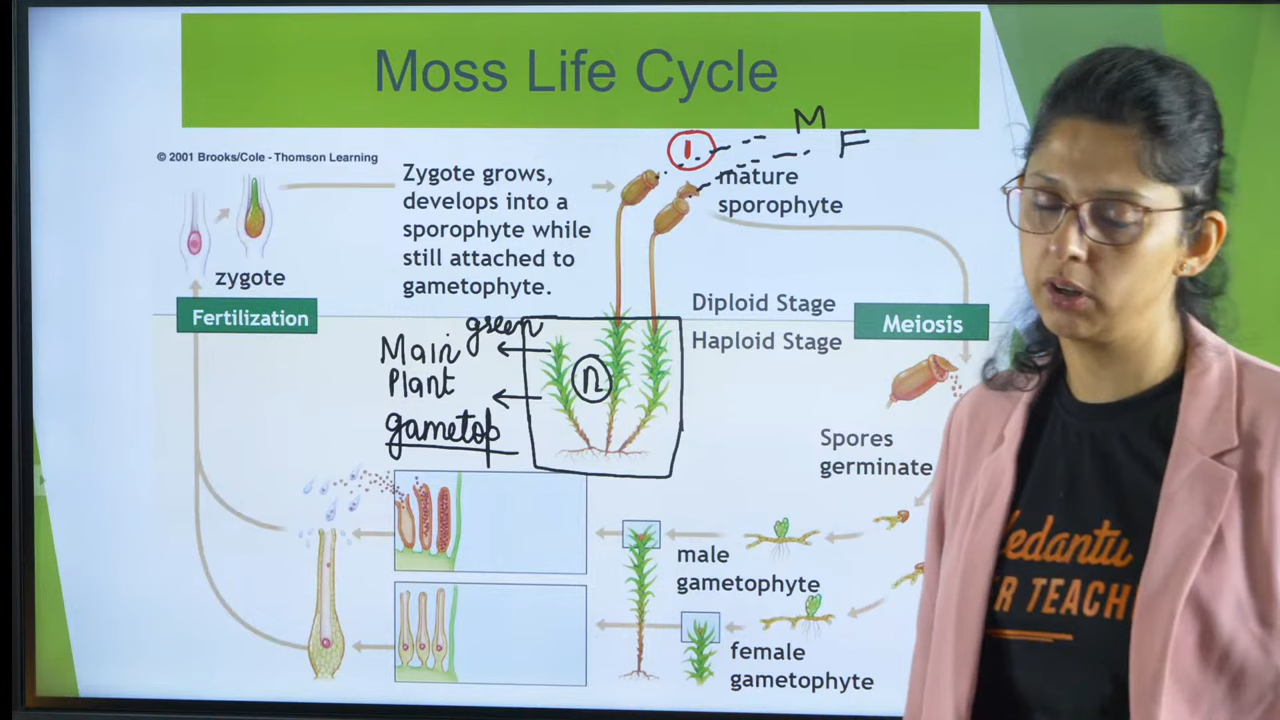 Moss Life Cycle
M
F
1
© 2001 Brooks/Cole - Thomson Learning
Zygote grows,
develops into a
sporophyte while
still attached to
gametophyte.
mature
sporophyte
zygote
Fertilization
Diploid Stage
Haploid Stage
Meiosis
green
Main
Plant
gametop
n
Spores
germinate
male
gametophyte
female
gametophyte
TEACH